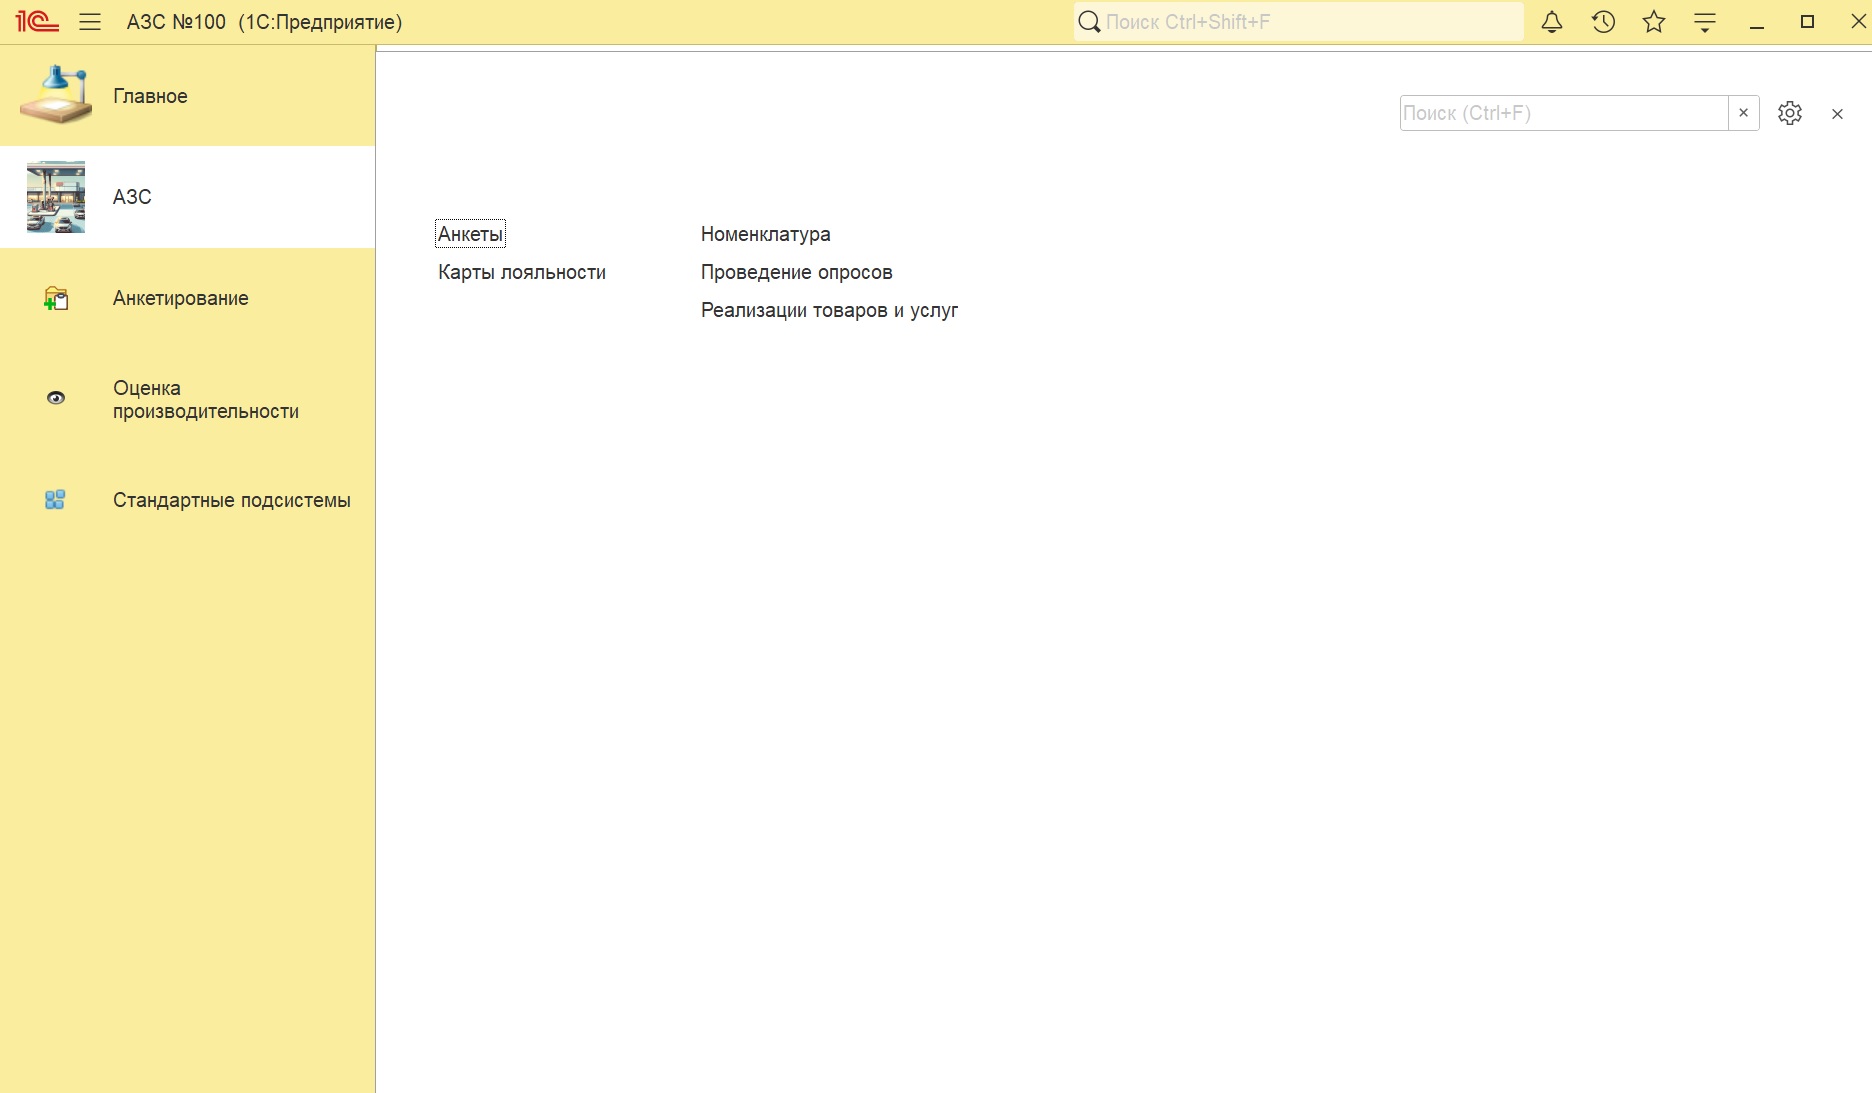 1С АЗС №100 (1С:Предприятие) Поиск Ctrl+Shift+F
Главное
АЗС
Анкетирование
Оценка
производительности
Стандартные подсистемы
Поиск (Ctrl+F)
Анкеты
Карты лояльности
Номенклатура
Проведение опросов
Реализации товаров и услуг